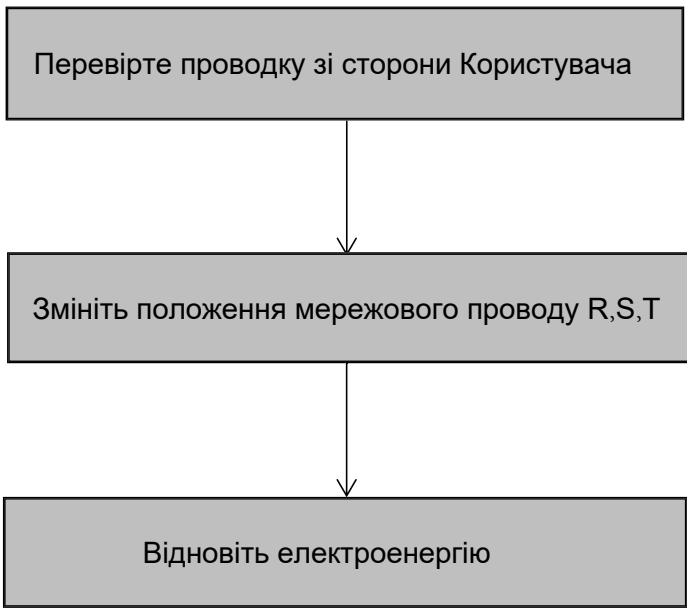 Перевірте проводку зі сторони Користувача
Змініть положення мережового проводу R,S,T
Відновіть електроенергію